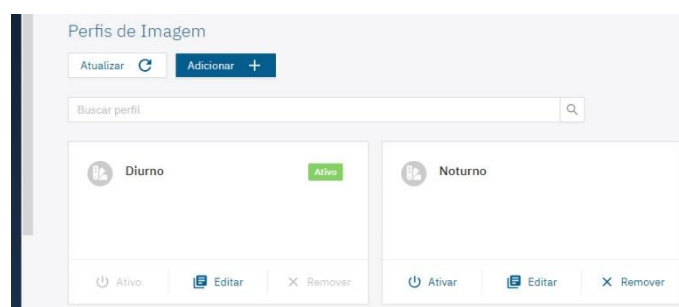 Perfis de Imagem
Atualizar Adicionar +
Buscar perfil
Diurno Ativo Noturno
Ativo Editar Remover Ativar Editar Remover